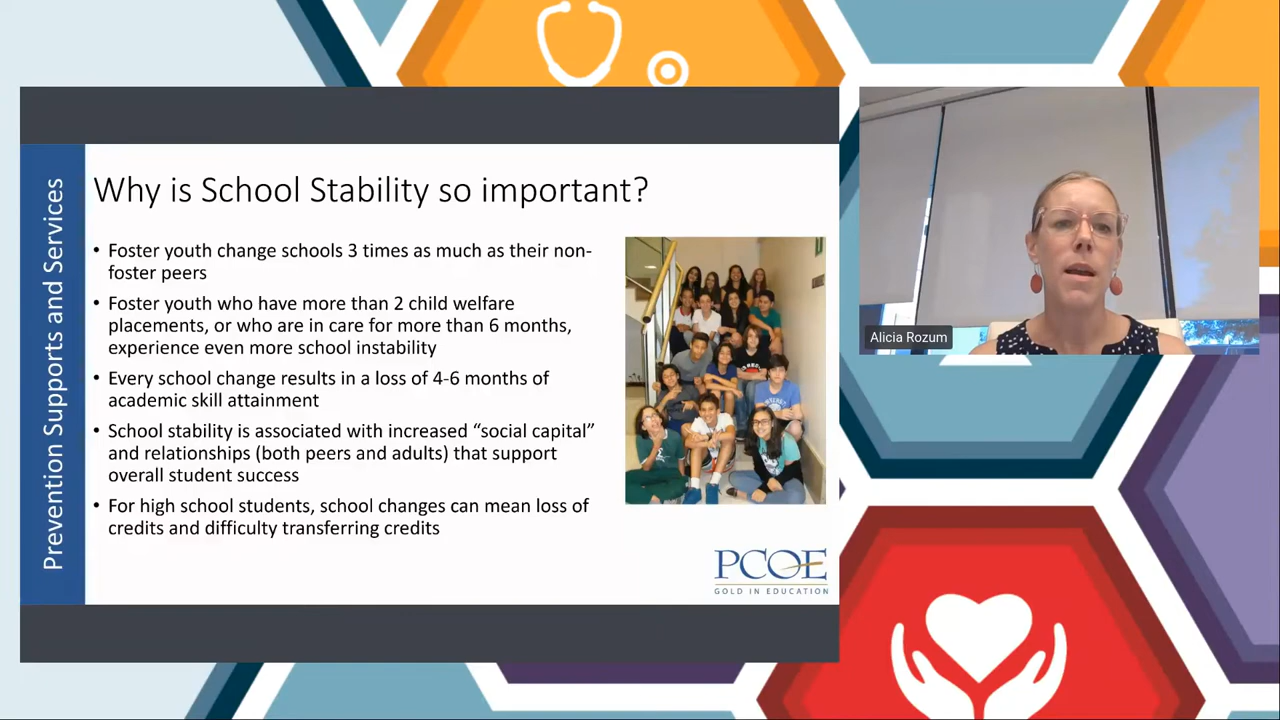 Prevention Supports and Services
Why is School Stability so important?
• Foster youth change schools 3 times as much as their non-
foster peers
• Foster youth who have more than 2 child welfare
placements, or who are in care for more than 6 months,
experience even more school instability
• Every school change results in a loss of 4-6 months of
academic skill attainment
• School stability is associated with increased “social capital”
and relationships (both peers and adults) that support
overall student success
• For high school students, school changes can mean loss of
credits and difficulty transferring credits
PCOE
GOLD IN EDUCATION
Alicia Rozum